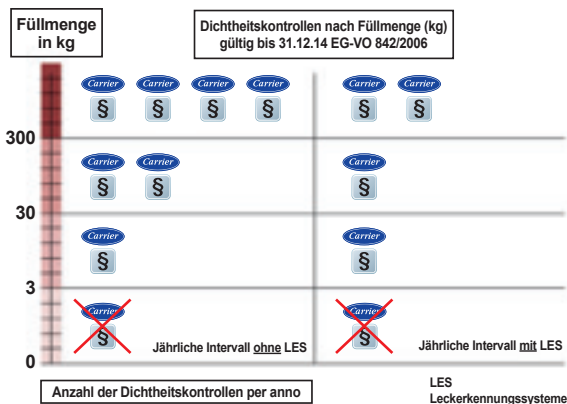 Füllmenge
in kg
Dichtheitskontrollen nach Füllmenge (kg)
gültig bis 31.12.14 EG-VO 842/2006
Carrier Carrier Carrier Carrier Carrier Carrier
§ § § § § §
300
Carrier Carrier Carrier
§ § §
30
Carrier Carrier
§ §
3
Carrier Carrier
§ §
Jährliche Intervall ohne LES
Jährliche Intervall mit LES
0
Anzahl der Dichtheitskontrollen per anno
LES
Leckerkennungssysteme